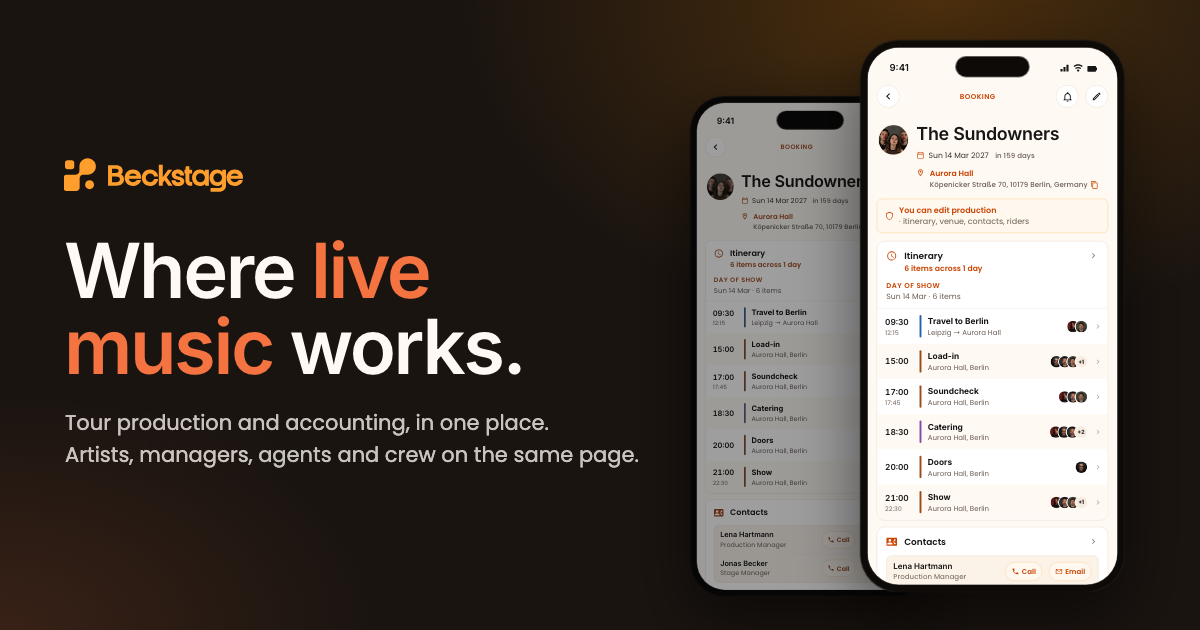 Beckstage
Where live
music works.
Tour production and accounting, in one place.
Artists, managers, agents and crew on the same page.
9:41
BOOKING
The Sundowner
Sun 14 Mar 2027 in 159 days
Aurora Hall
Köpenicker Straße 70, 10179 Berlin
Itinerary
6 items across 1 day
DAY OF SHOW
Sun 14 Mar · 6 items
09:30 Travel to Berlin
12:15 Leipzig → Aurora Hall
15:00 Load-in
Aurora Hall, Berlin
17:00 Soundcheck
17:45 Aurora Hall, Berlin
18:30 Catering
Aurora Hall, Berlin
20:00 Doors
Aurora Hall, Berlin
21:00 Show
22:30 Aurora Hall, Berlin
Contacts
Lena Hartmann
Production Manager
Call
Jonas Becker
Stage Manager
Call
9:41
BOOKING
The Sundowners
Sun 14 Mar 2027 in 159 days
Aurora Hall
Köpenicker Straße 70, 10179 Berlin, Germany
You can edit production
· itinerary, venue, contacts, riders
Itinerary
6 items across 1 day
DAY OF SHOW
Sun 14 Mar · 6 items
09:30 Travel to Berlin
12:15 Leipzig → Aurora Hall
15:00 Load-in +1
Aurora Hall, Berlin
17:00 Soundcheck
17:45 Aurora Hall, Berlin
18:30 Catering +2
Aurora Hall, Berlin
20:00 Doors
Aurora Hall, Berlin
21:00 Show +1
22:30 Aurora Hall, Berlin
Contacts
Lena Hartmann
Production Manager
Call Email